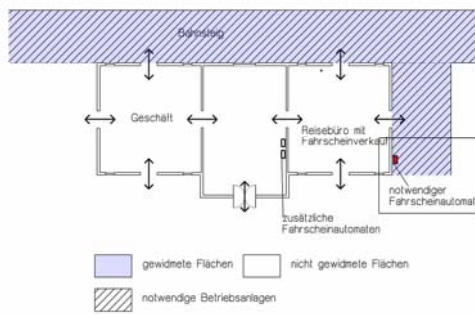 Bahnsteig
Geschäft
Reisebüro mit
Fahrscheinverkauf
notwendiger
Fahrscheinautomat
zusätzliche
Fahrscheinautomaten
gewidmete Flächen
nicht gewidmete Flächen
notwendige Betriebsanlagen